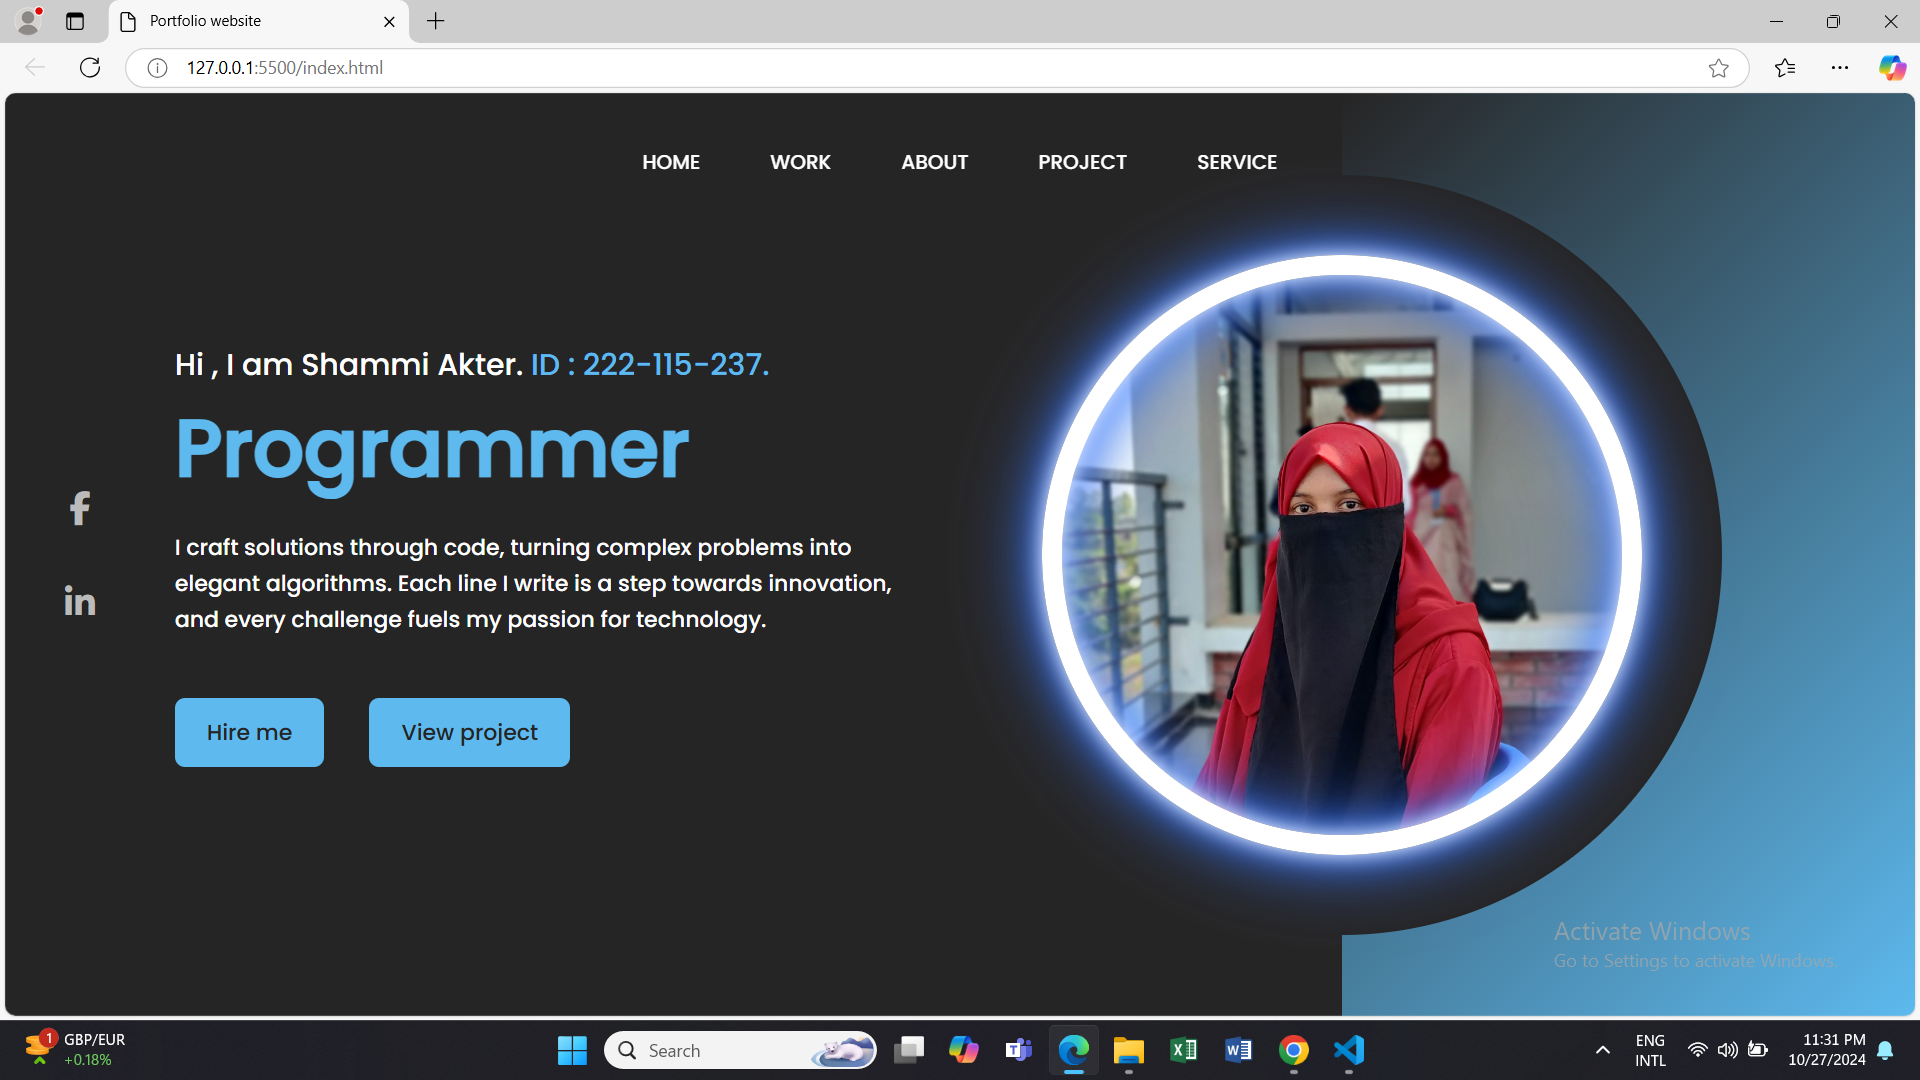 Portfolio website
127.0.0.1:5500/index.html
HOME WORK ABOUT PROJECT SERVICE
Hi , I am Shammi Akter. ID : 222-115-237.
Programmer
I craft solutions through code, turning complex problems into
elegant algorithms. Each line I write is a step towards innovation,
and every challenge fuels my passion for technology.
Hire me View project
in
Activate Windows
Go to Settings to activate Windows.
1 GBP/EUR
+0.18%
Search
ENG
INTL
11:31 PM
10/27/2024